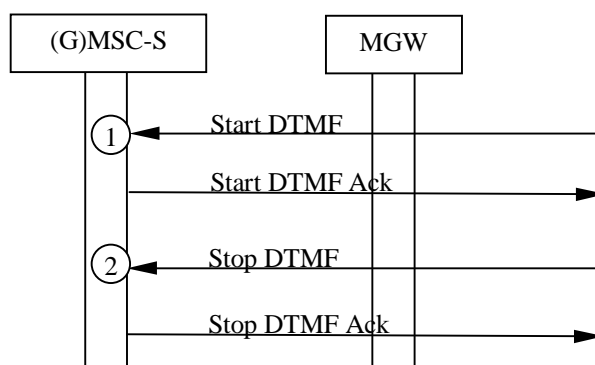 (G)MSC-S
MGW
1
Start DTMF
Start DTMF Ack
2
Stop DTMF
Stop DTMF Ack